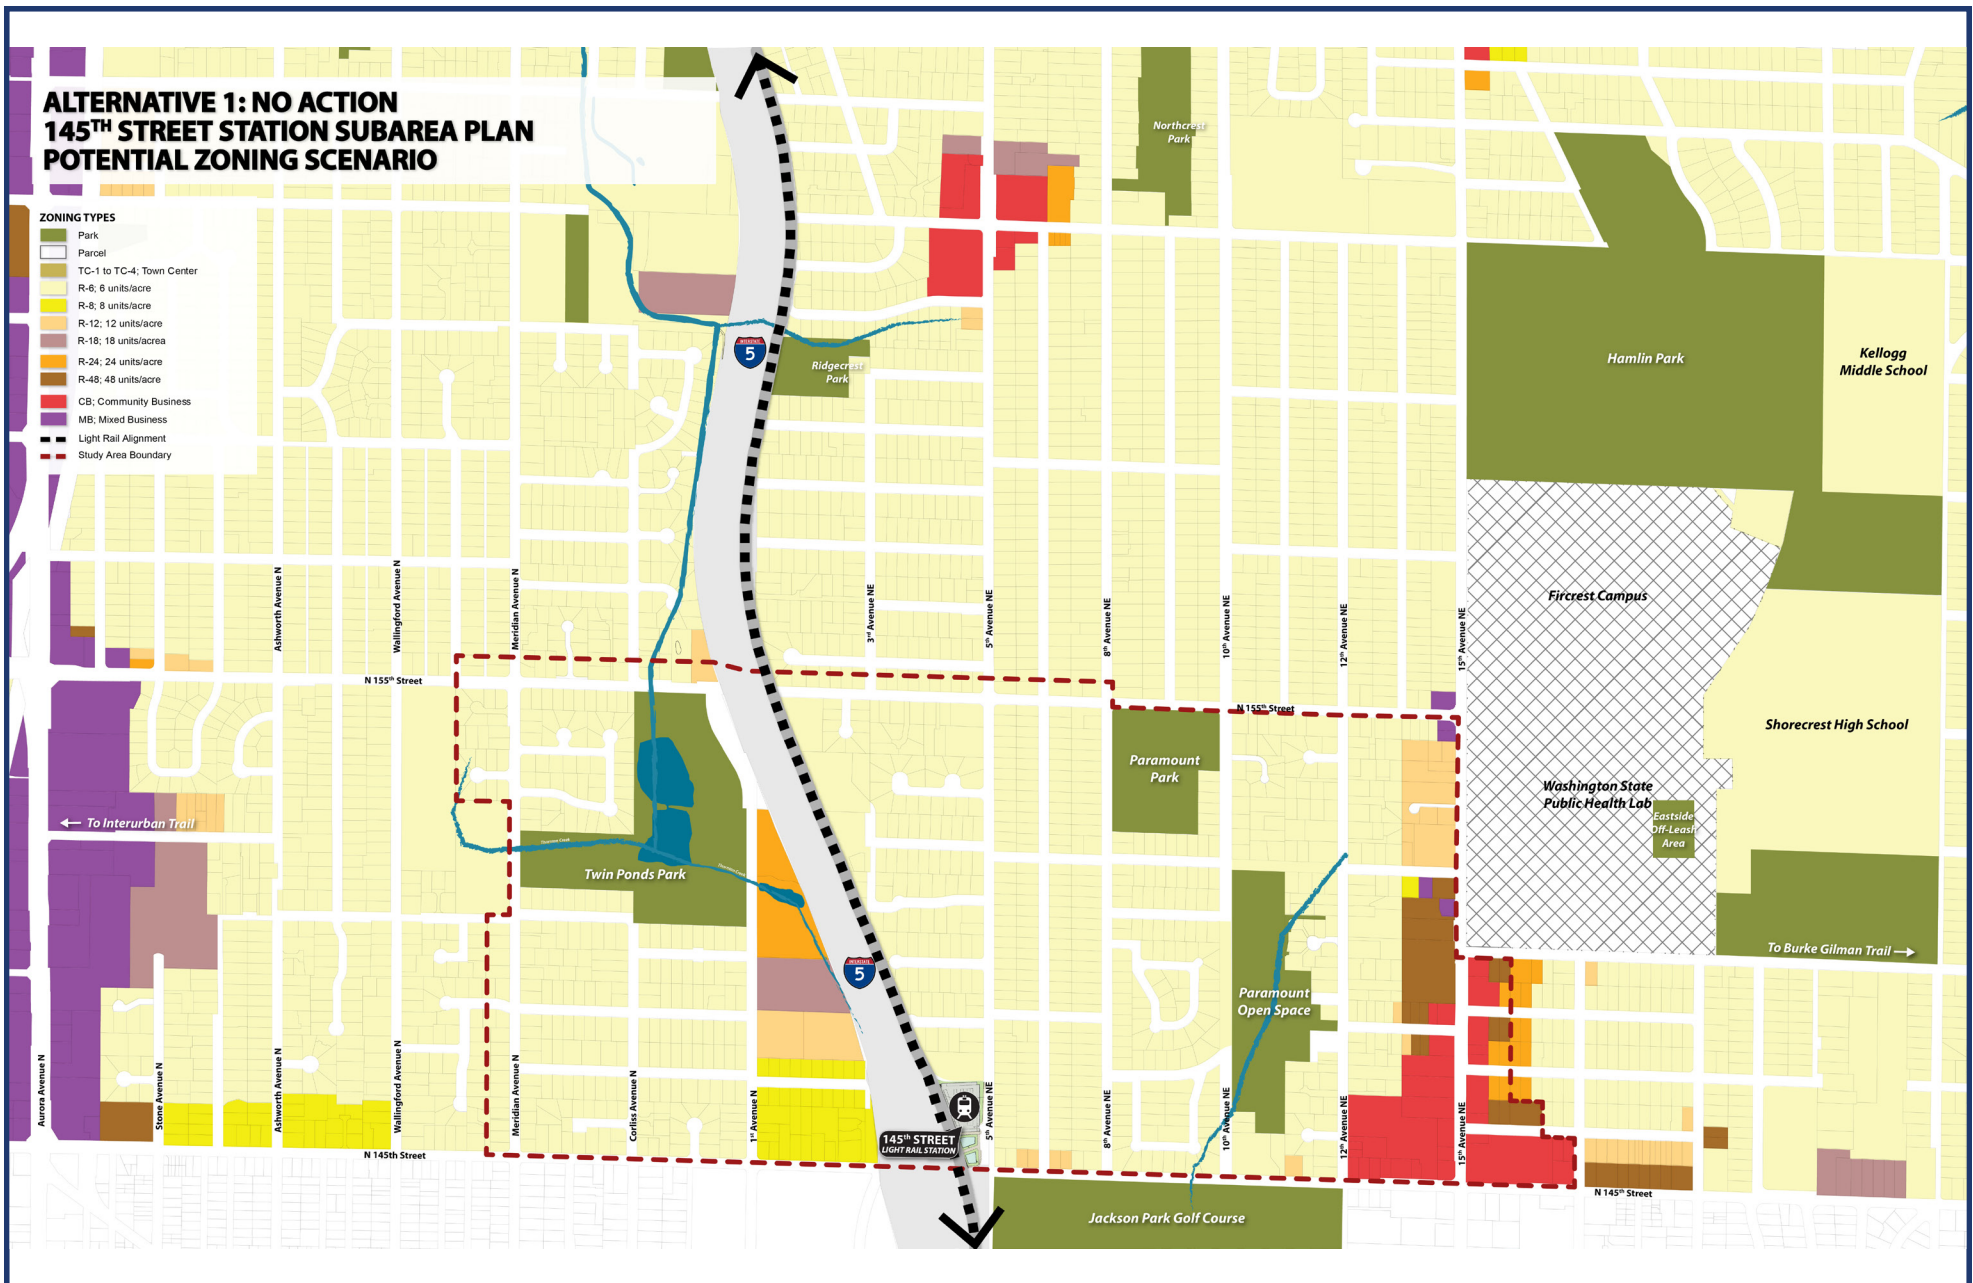 ALTERNATIVE 1: NO ACTION
145TH STREET STATION SUBAREA PLAN
POTENTIAL ZONING SCENARIO
ZONING TYPES
Park
Parcel
TC-1 to TC-4; Town Center
R-6; 6 units/acre
R-8; 8 units/acre
R-12; 12 units/acre
R-18; 18 units/acrea
R-24; 24 units/acre
R-48; 48 units/acre
CB; Community Business
MB; Mixed Business
Light Rail Alignment
Study Area Boundary
Northcrest
Park
INTERSTATE
5
Ridgecrest
Park
Hamlin Park
Kellogg
Middle School
Ashworth Avenue N
Wallingford Avenue N
Meridian Avenue N
3rd Avenue NE
5th Avenue NE
8th Avenue NE
10th Avenue NE
12th Avenue NE
15th Avenue NE
Fircrest Campus
N 155th Street
N 155th Street
Shorecrest High School
Paramount
Park
Washington State
Public Health Lab
Eastside
Off-Leash
Area
To Interurban Trail
Twin Ponds Park
To Burke Gilman Trail
INTERSTATE
5
Paramount
Open Space
Aurora Avenue N
Stone Avenue N
Ashworth Avenue N
Wallingford Avenue N
Meridian Avenue N
Corliss Avenue N
1st Avenue N
5th Avenue NE
8th Avenue NE
10th Avenue NE
12th Avenue NE
15th Avenue NE
145th STREET
LIGHT RAIL STATION
N 145th Street
N 145th Street
Jackson Park Golf Course